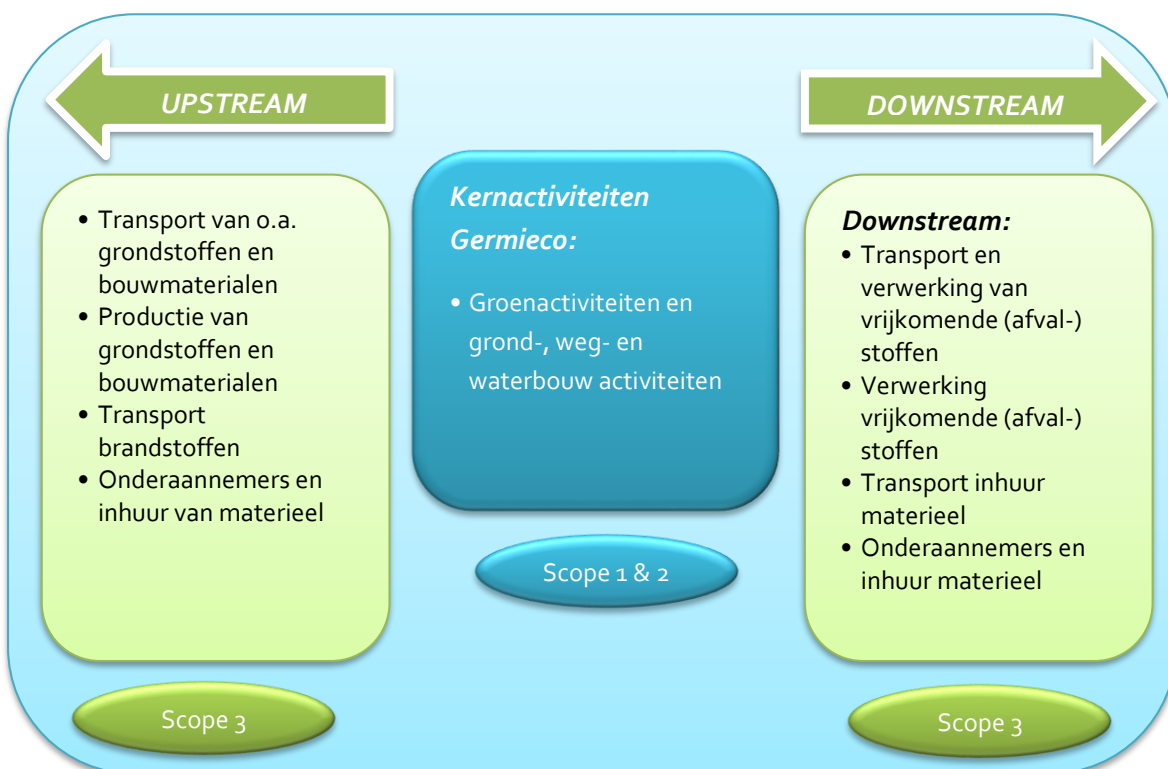 UPSTREAM
DOWNSTREAM
• Transport van o.a.
grondstoffen en
bouwmaterialen
• Productie van
grondstoffen en
bouwmaterialen
• Transport
brandstoffen
• Onderaannemers en
inhuur van materieel
Scope 3
Kernactiviteiten
Germieco:
• Groenactiviteiten en
grond-, weg- en
waterbouw activiteiten
Scope 1 & 2
Downstream:
• Transport en
verwerking van
vrijkomende (afval-)
stoffen
• Verwerking
vrijkomende (afval-)
stoffen
• Transport inhuur
materieel
• Onderaannemers en
inhuur materieel
Scope 3